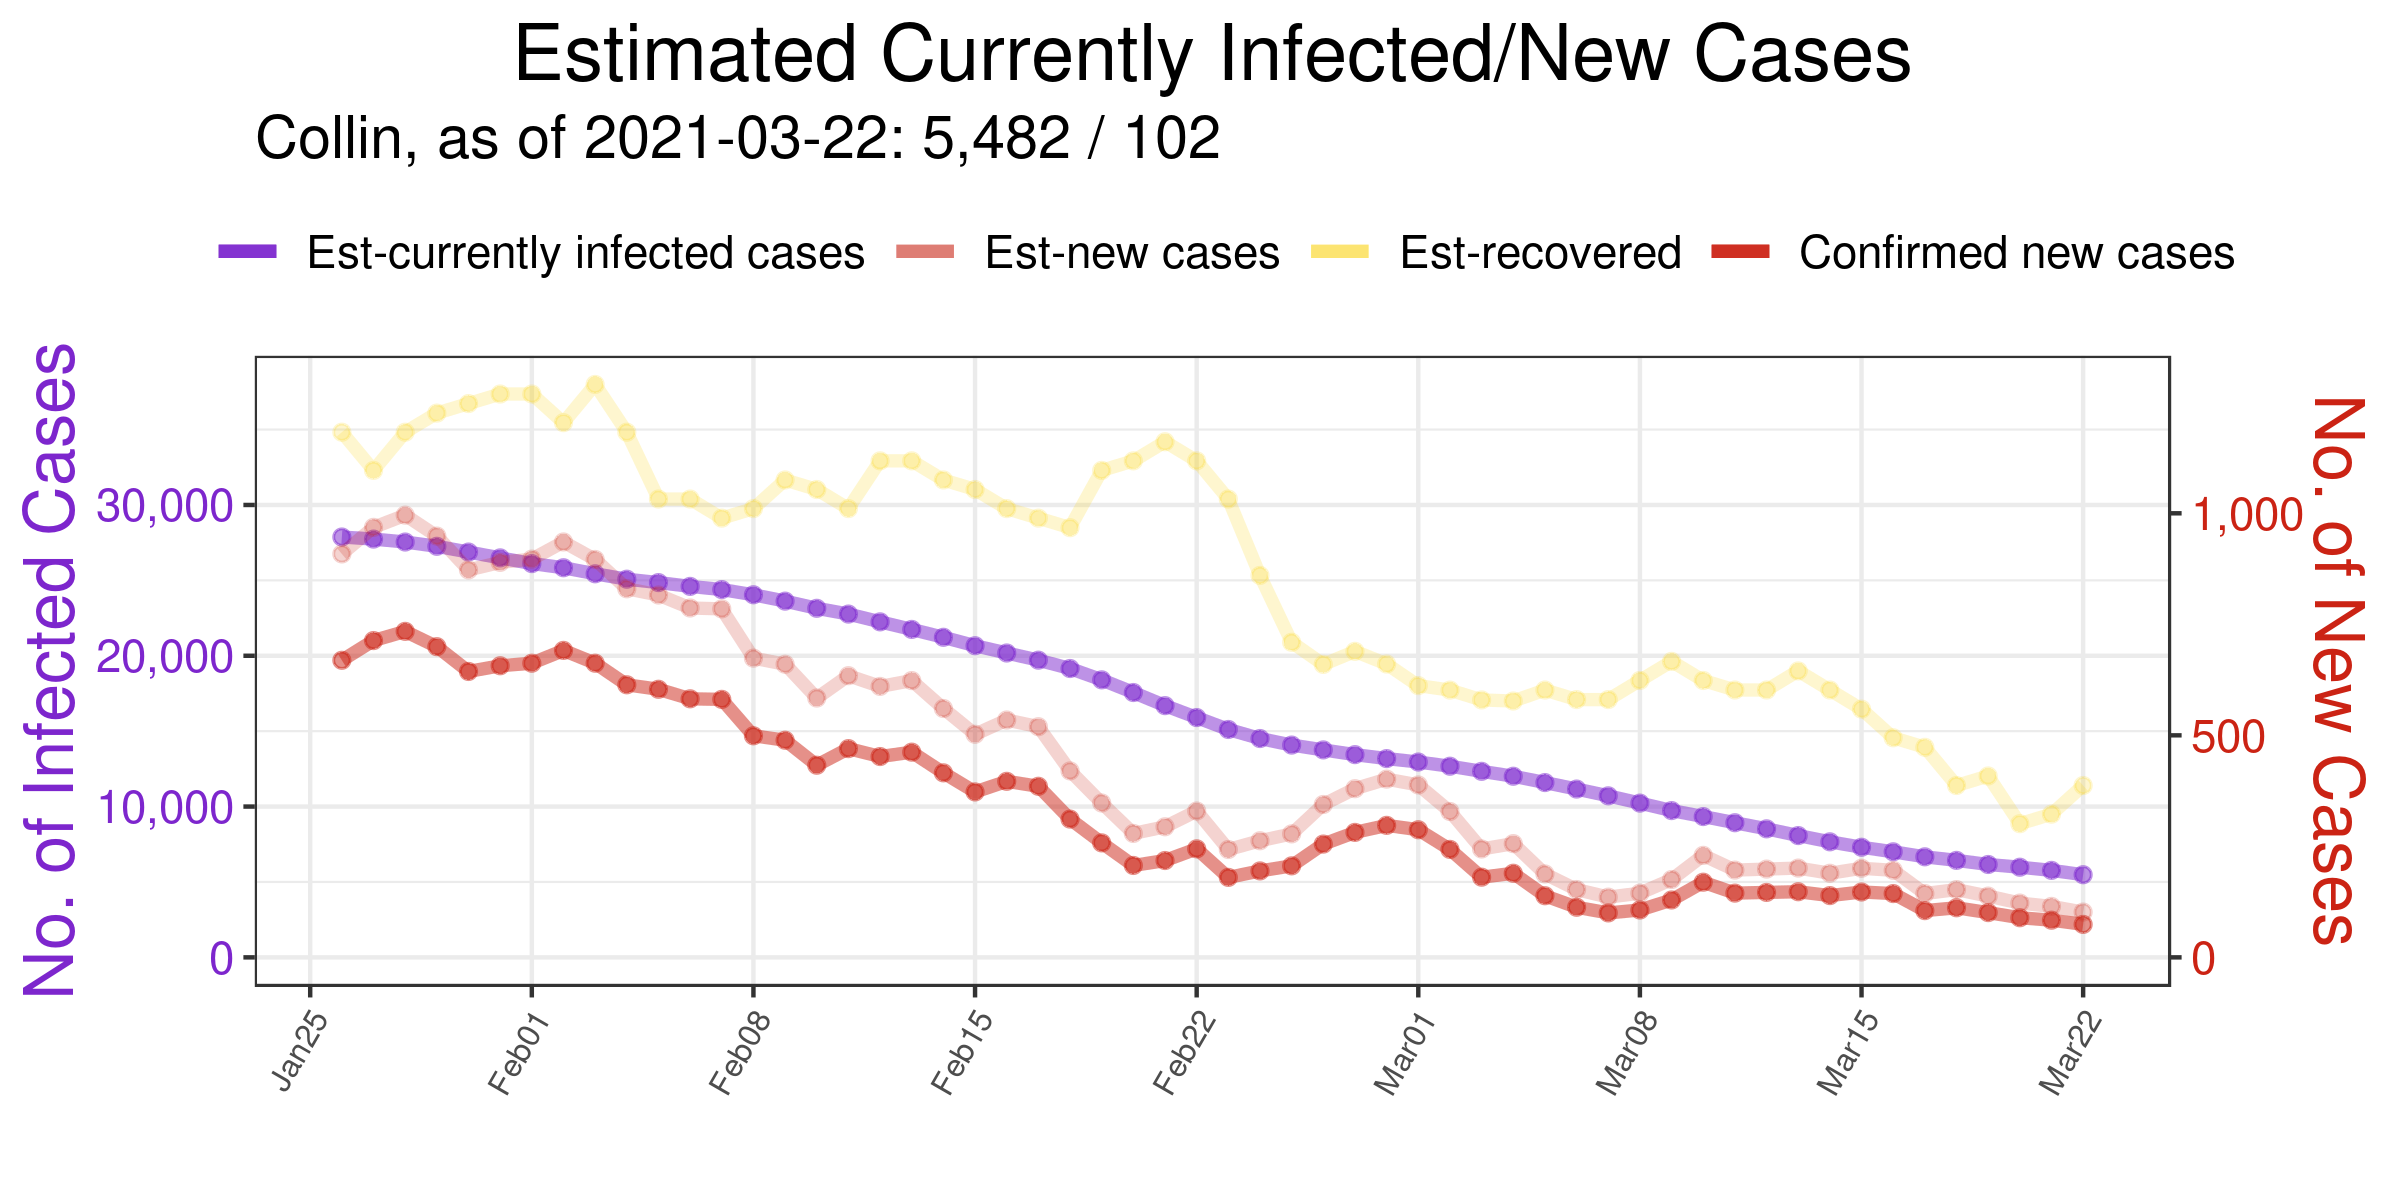 Estimated Currently Infected/New Cases
Collin, as of 2021-03-22: 5,482 / 102
Est-currently infected cases
Est-new cases
Est-recovered
Confirmed new cases
No. of Infected Cases
30,000
20,000
10,000
0
1,000
500
0
No. of New Cases
Jan25
Feb01
Feb08
Feb15
Feb22
Mar01
Mar08
Mar15
Mar22